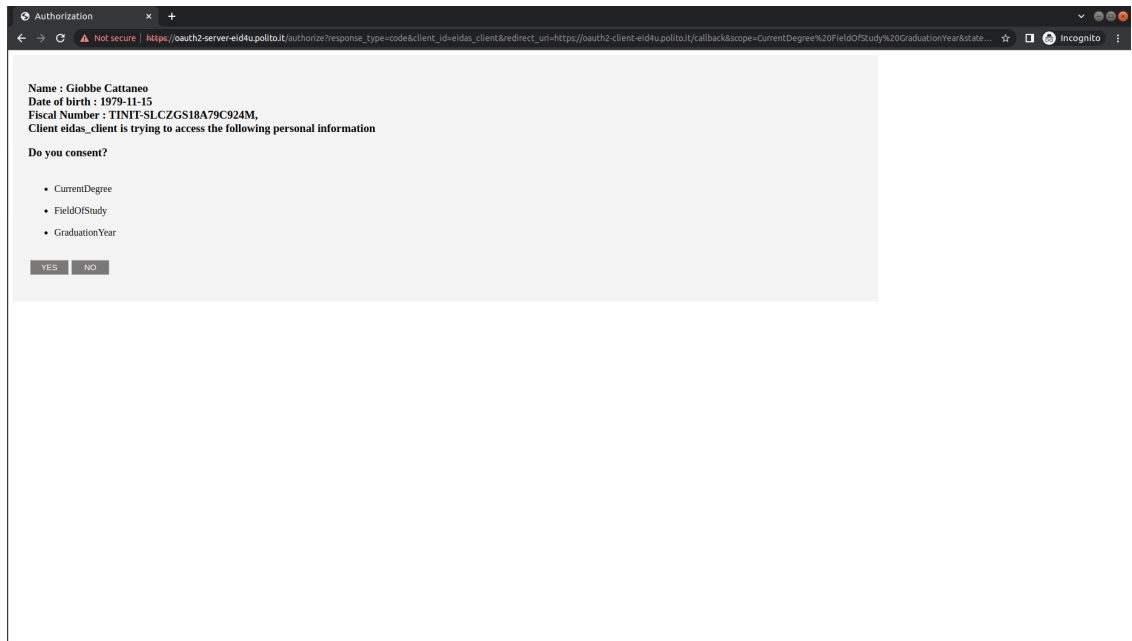 Authorization
Not secure | https://oauth2-server-eid4u.polito.it/authorize?response_type=code&client_id=eidas_client&redirect_uri=https://oauth2-client-eid4u.polito.it/callback&scope=CurrentDegree%20FieldOfStudy%20GraduationYear&state... Incognito
Name : Giobbe Cattaneo
Date of birth : 1979-11-15
Fiscal Number : TINIT-SLCZGS18A79C924M,
Client eidas_client is trying to access the following personal information
Do you consent?
• CurrentDegree
• FieldOfStudy
• GraduationYear
YES NO